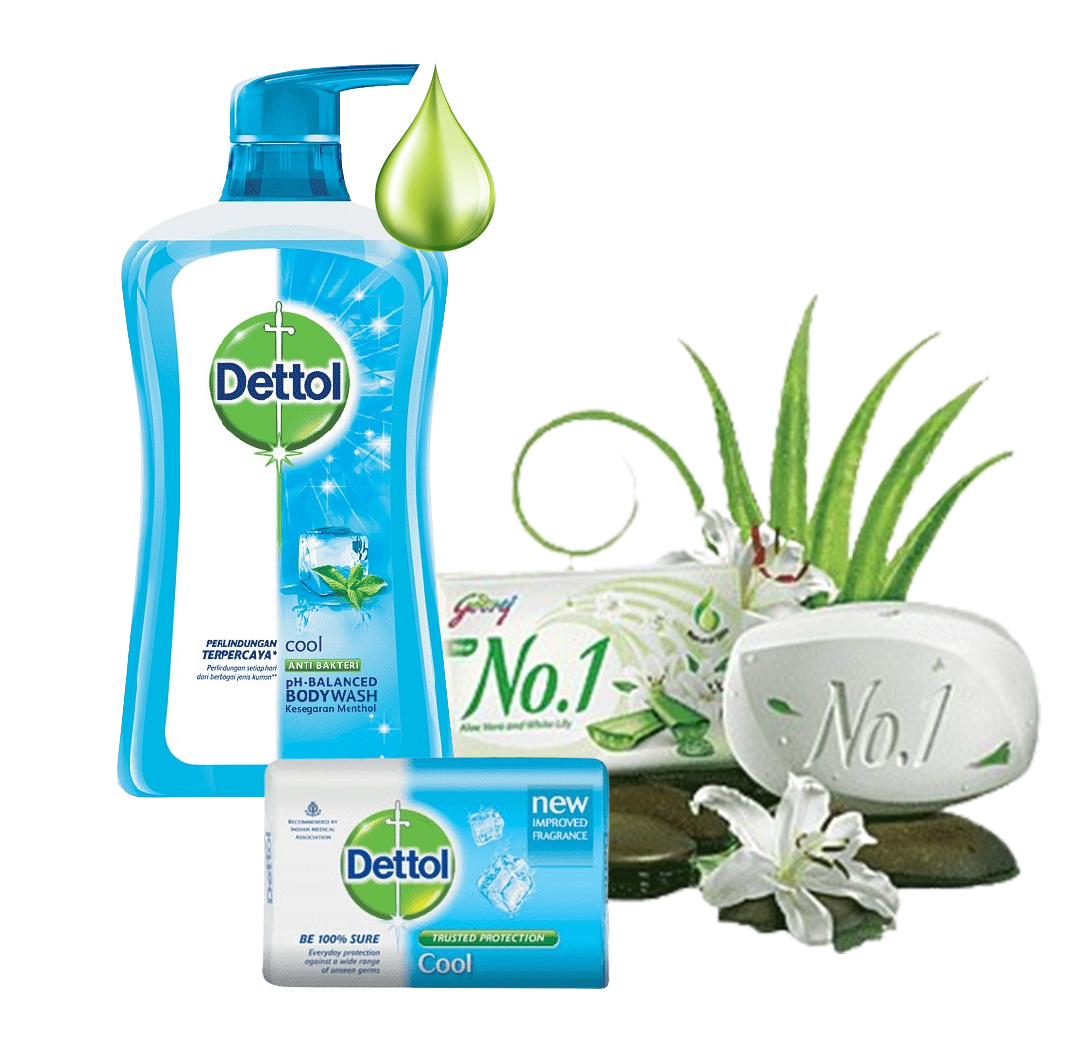 Dettol
PERLINDUNGAN
TERPERCAYA*
Perlindungan setiap hari
dari berbagai jenis kuman**
cool
ANTI BAKTERI
pH-BALANCED
BODYWASH
Kesegaran Menthol
Godrej
No.1
Aloe Vera and White Lily
No.1
RECOMMENDED BY
INDIAN MEDICAL
ASSOCIATION
Dettol
Dettol
new
IMPROVED
FRAGRANCE
BE 100% SURE
Everyday protection
against a wide range
of unseen germs
TRUSTED PROTECTION
Cool